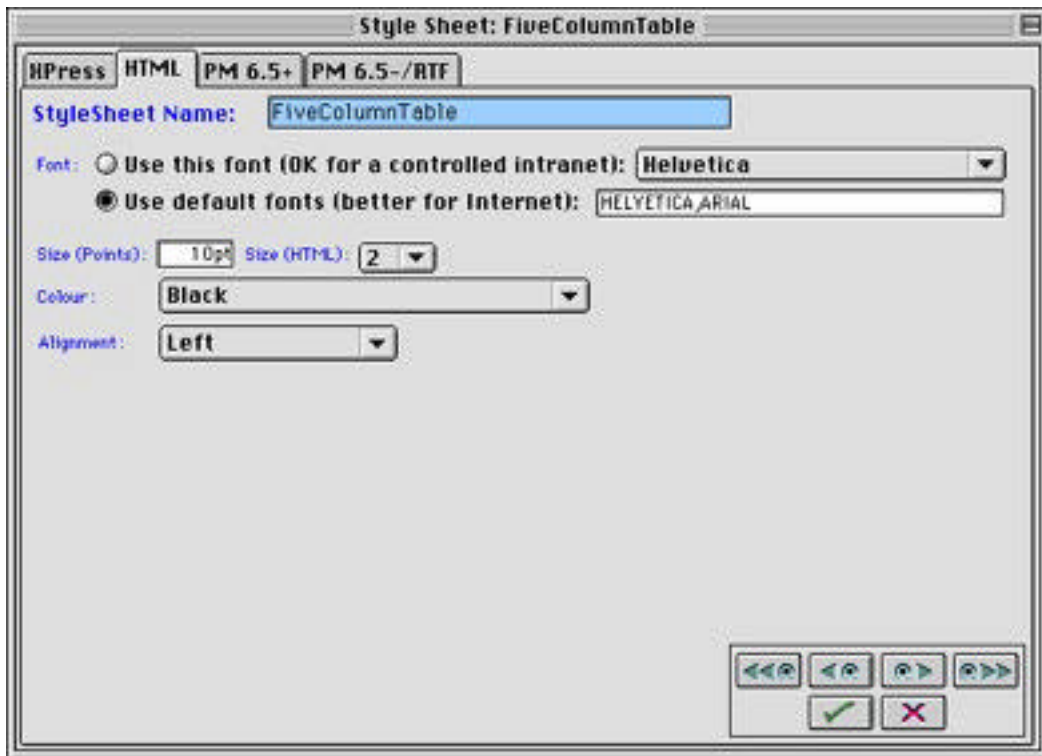 Style Sheet: FiveColumnTable
XPress HTML PM 6.5+ PM 6.5-/RTF
StyleSheet Name: FiveColumnTable
Font: Use this font (OK for a controlled intranet): Helvetica
Use default fonts (better for Internet): HELVETICA,ARIAL
Size (Points): 10pt Size (HTML): 2
Colour: Black
Alignment: Left